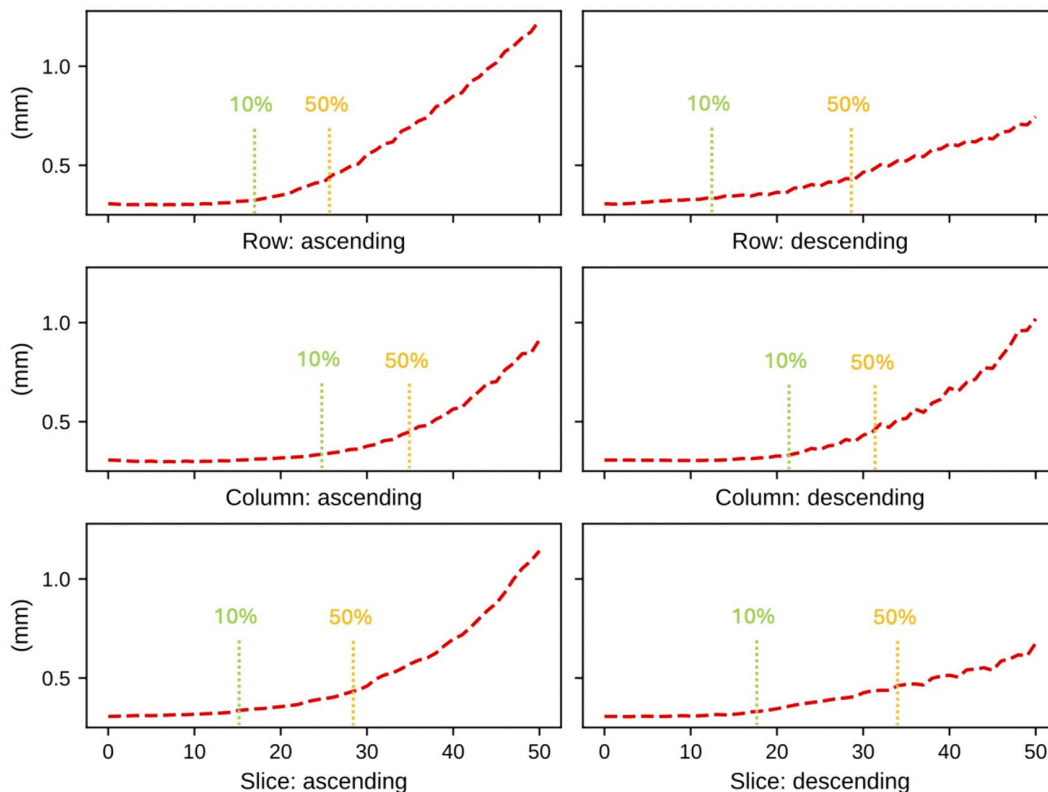 1.0
0.5
(mm)
10%
50%
10%
50%
Row: ascending
Row: descending
1.0
0.5
(mm)
10%
50%
10%
50%
Column: ascending
Column: descending
1.0
0.5
(mm)
10%
50%
10%
50%
0 10 20 30 40 50
0 10 20 30 40 50
Slice: ascending
Slice: descending